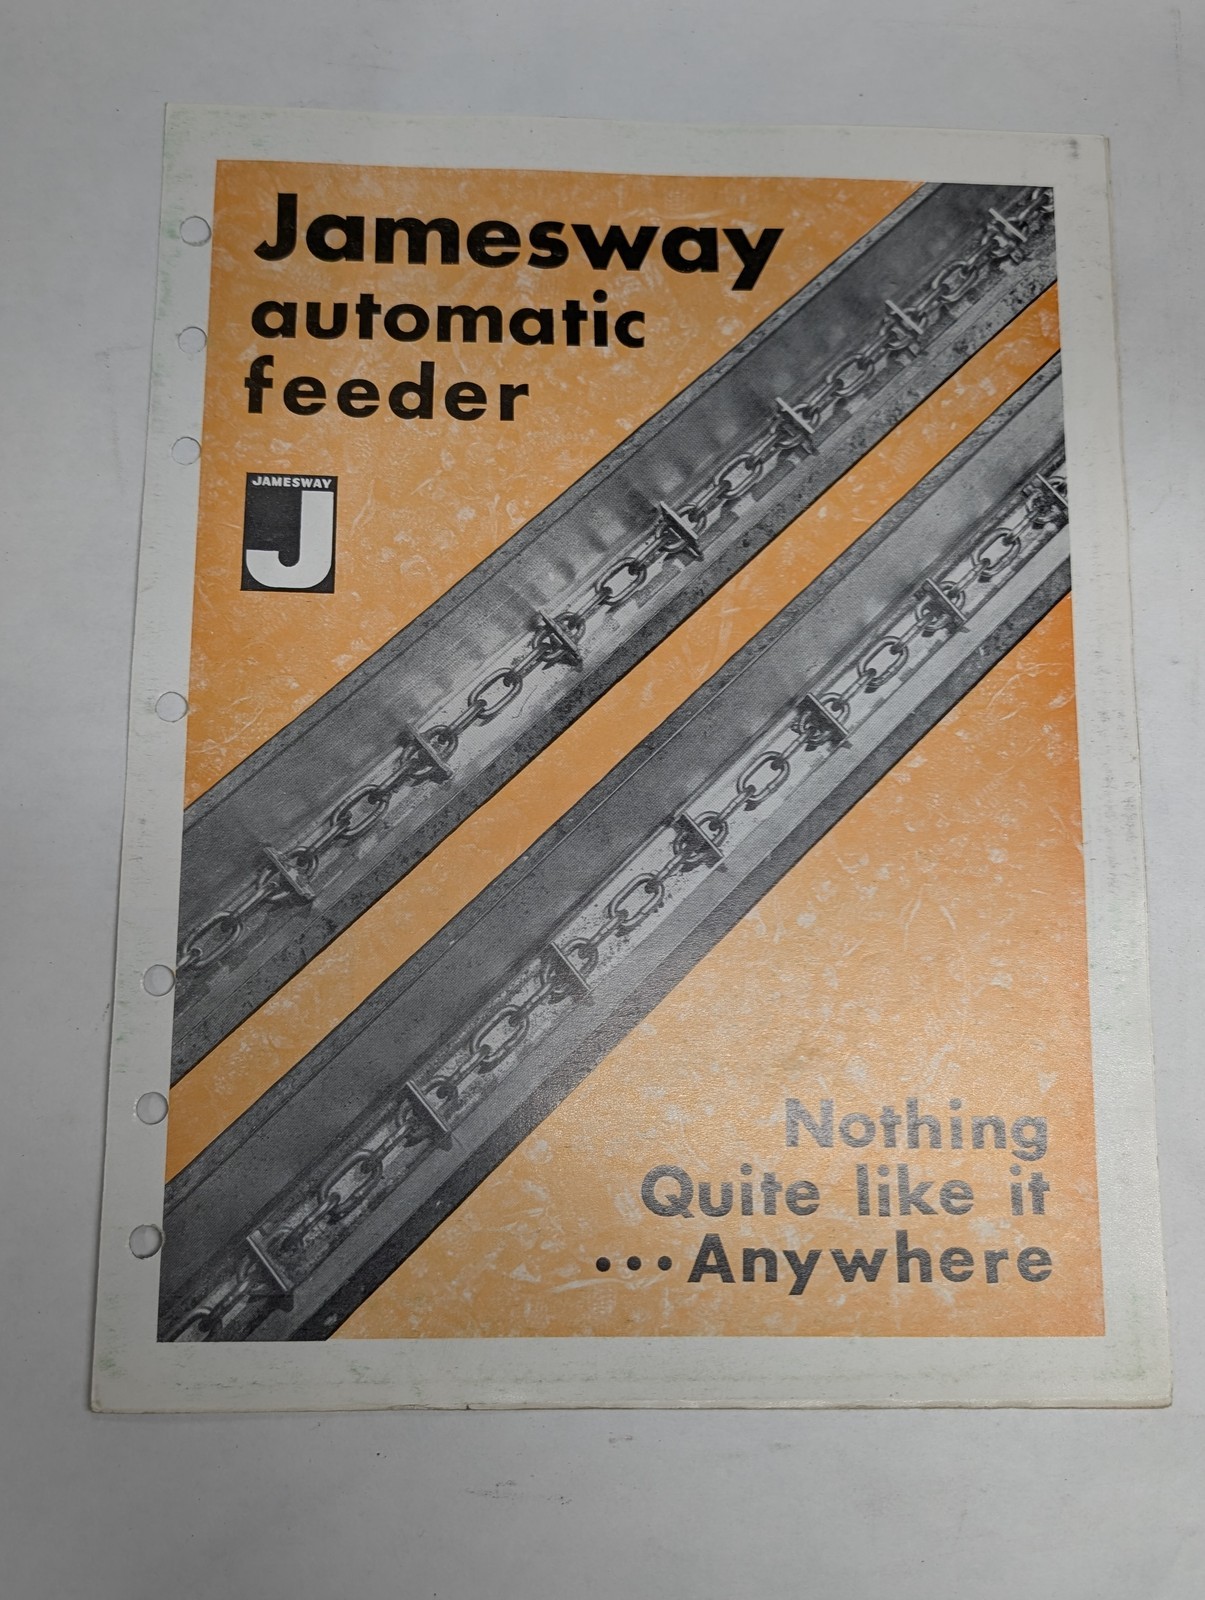 Jamesway
automatic
feeder
JAMESWAY
J
Nothing
Quite like it
...Anywhere